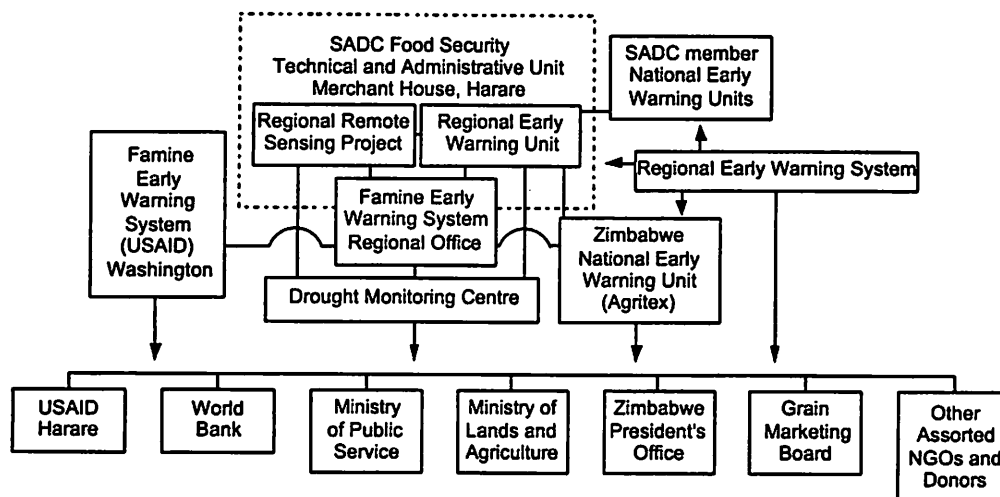 SADC Food Security
Technical and Administrative Unit
Merchant House, Harare
SADC member
National Early
Warning Units
Regional Remote
Sensing Project
Regional Early
Warning Unit
Famine
Early
Warning
System
(USAID)
Washington
Regional Early Warning System
Famine Early
Warning System
Regional Office
Zimbabwe
National Early
Warning Unit
(Agritex)
Drought Monitoring Centre
USAID
Harare
World
Bank
Ministry
of Public
Service
Ministry of
Lands and
Agriculture
Zimbabwe
President's
Office
Grain
Marketing
Board
Other
Assorted
NGOs and
Donors